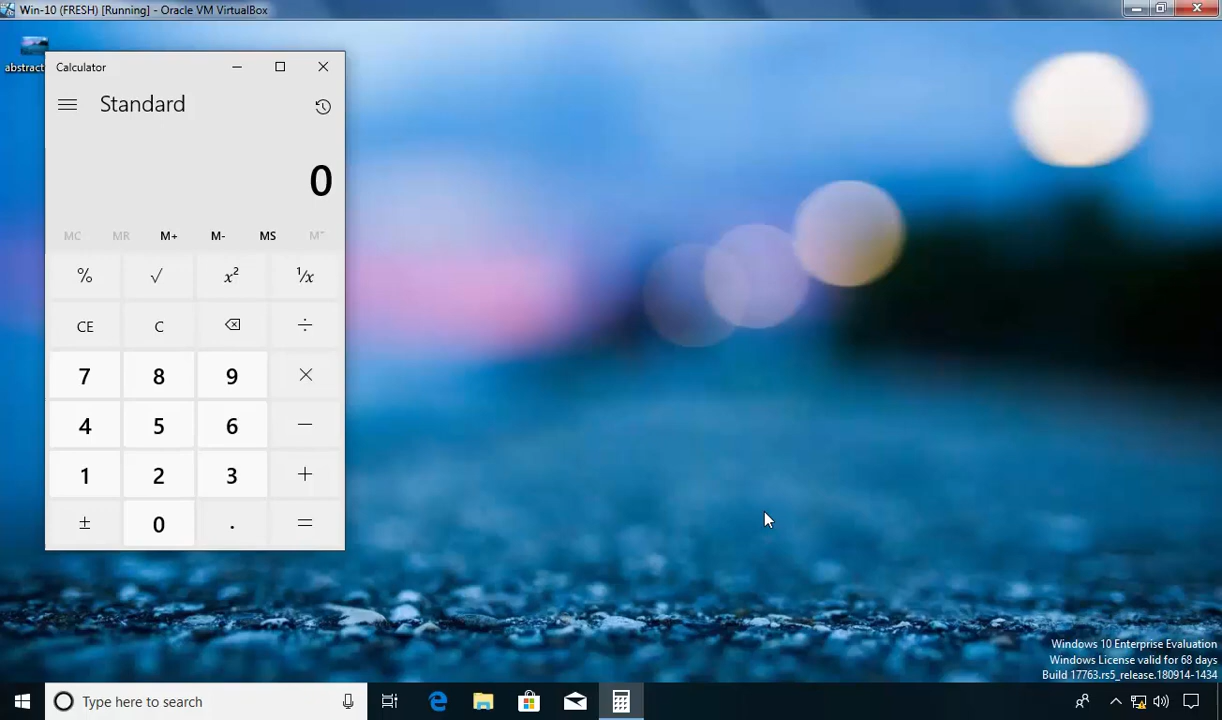 Win-10 (FRESH) [Running] - Oracle VM VirtualBox
abstract
Calculator
Standard
0
MC MR M+ M- MS M˅
% √ x² ¹/x
CE C ÷
7 8 9 ×
4 5 6 −
1 2 3 +
± 0 . =
Windows 10 Enterprise Evaluation
Windows License valid for 68 days
Build 17763.rs5_release.180914-1434
Type here to search